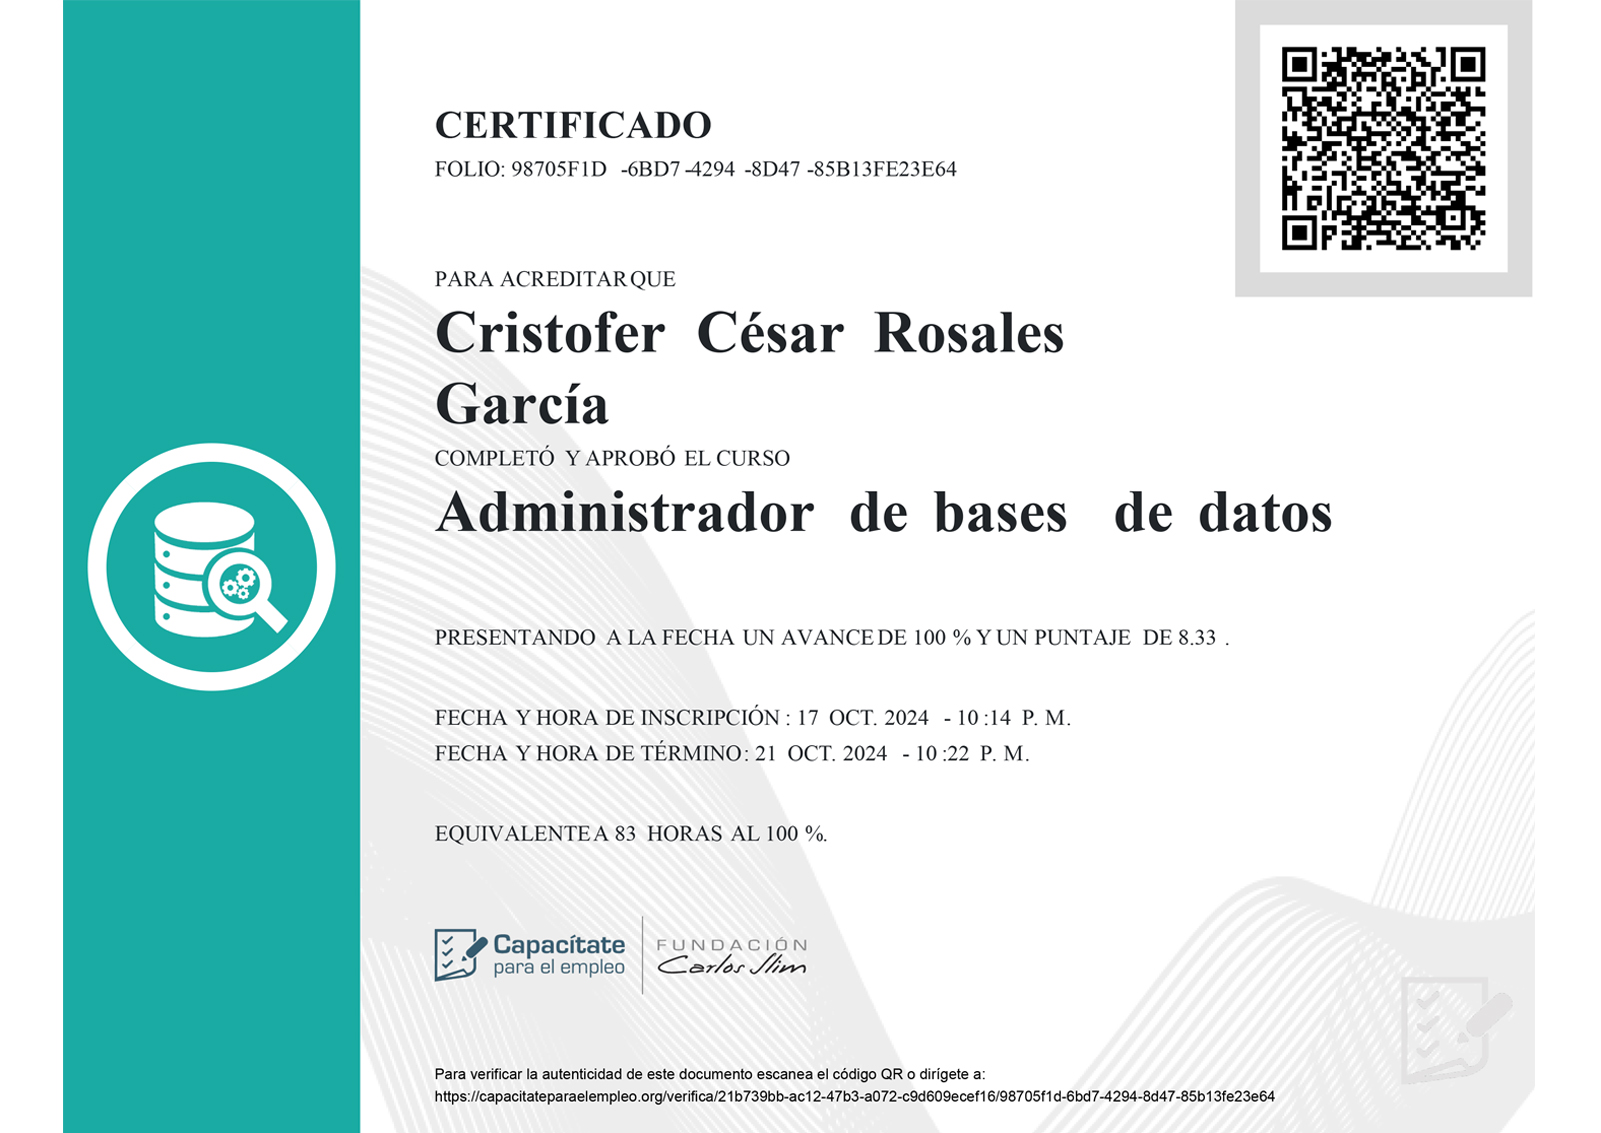 CERTIFICADO
FOLIO: 98705F1D -6BD7 -4294 -8D47 -85B13FE23E64
PARA ACREDITAR QUE
Cristofer César Rosales
García
COMPLETÓ Y APROBÓ EL CURSO
Administrador de bases de datos
PRESENTANDO A LA FECHA UN AVANCE DE 100 % Y UN PUNTAJE DE 8.33 .
FECHA Y HORA DE INSCRIPCIÓN : 17 OCT. 2024 - 10 :14 P. M.
FECHA Y HORA DE TÉRMINO: 21 OCT. 2024 - 10 :22 P. M.
EQUIVALENTE A 83 HORAS AL 100 %.
Capacítate
para el empleo
FUNDACIÓN
Carlos Slim
Para verificar la autenticidad de este documento escanea el código QR o dirígete a:
https://capacitateparaelempleo.org/verifica/21b739bb-ac12-47b3-a072-c9d609ecef16/98705f1d-6bd7-4294-8d47-85b13fe23e64